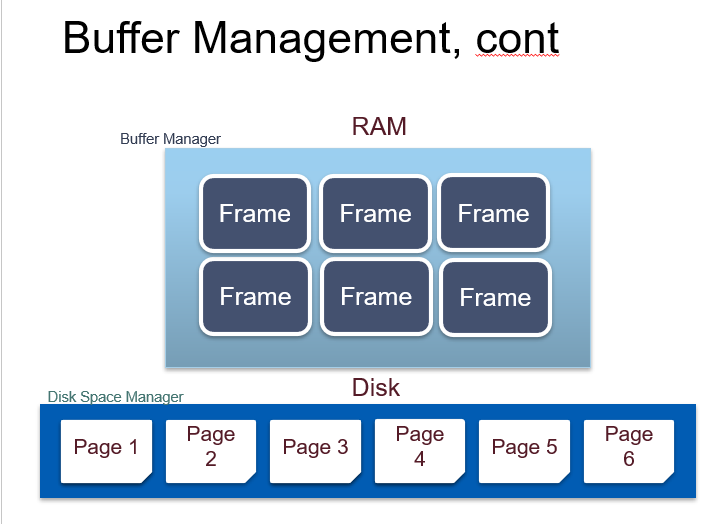 Buffer Management, cont
RAM
Buffer Manager
Frame Frame Frame
Frame Frame Frame
Disk
Disk Space Manager
Page 1
Page
2
Page 3
Page
4
Page 5
Page
6